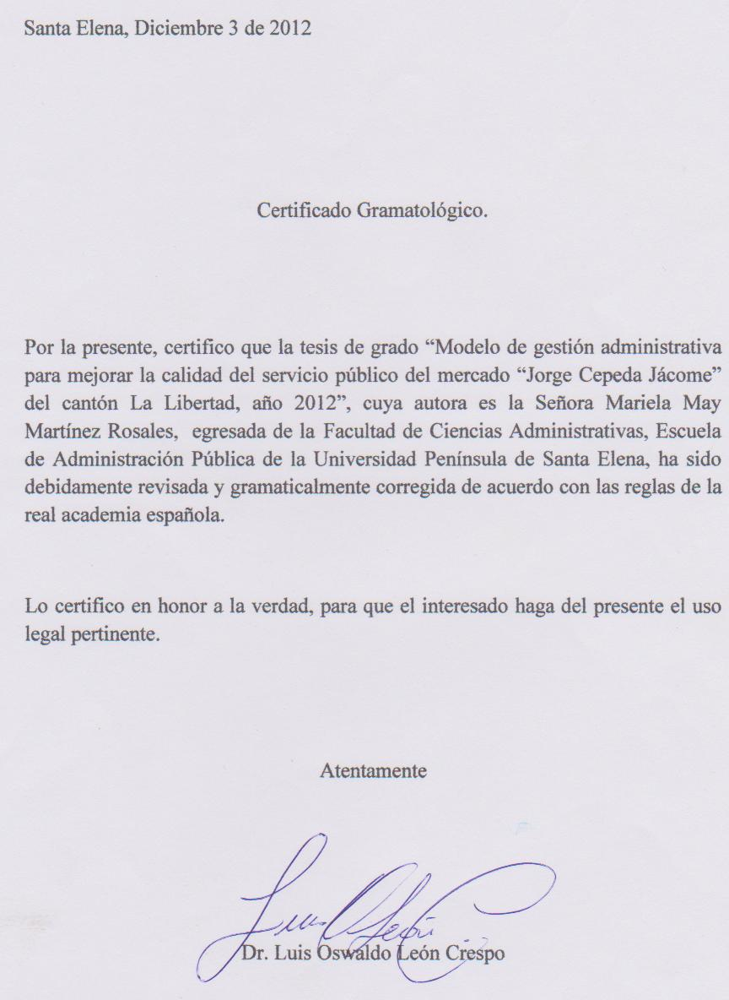 Santa Elena, Diciembre 3 de 2012
Certificado Gramatológico.
Por la presente, certifico que la tesis de grado “Modelo de gestión administrativa
para mejorar la calidad del servicio público del mercado “Jorge Cepeda Jácome”
del cantón La Libertad, año 2012”, cuya autora es la Señora Mariela May
Martínez Rosales,  egresada de la Facultad de Ciencias Administrativas, Escuela
de Administración Pública de la Universidad Península de Santa Elena, ha sido
debidamente revisada y gramaticalmente corregida de acuerdo con las reglas de la
real academia española.
Lo certifico en honor a la verdad, para que el interesado haga del presente el uso
legal pertinente.
Atentamente
Luis O León C
Dr. Luis Oswaldo León Crespo